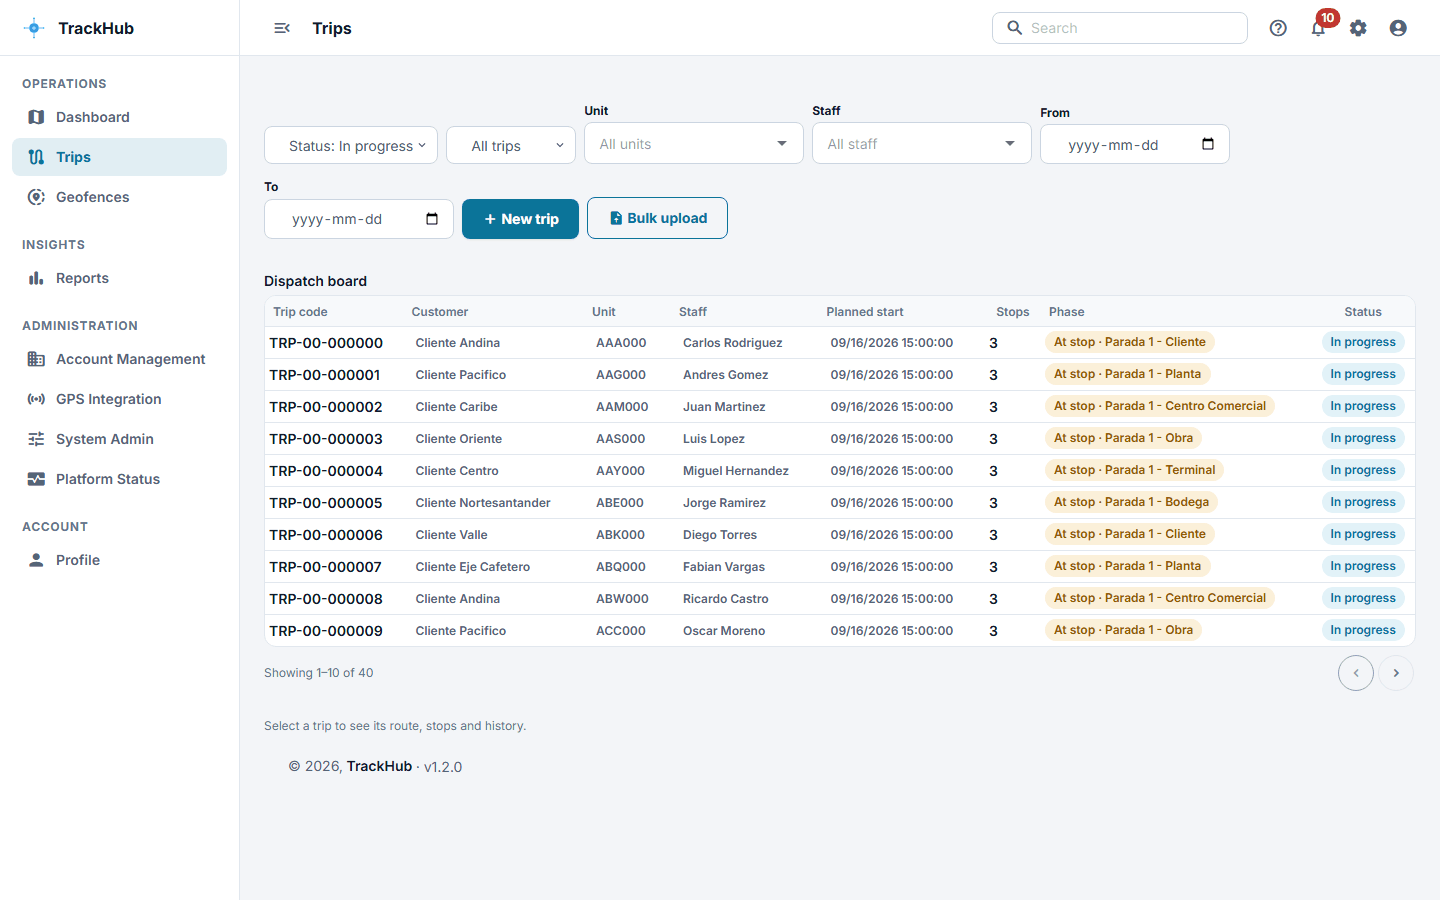 TrackHub
Trips
Search
10
OPERATIONS
Dashboard
Trips
Geofences
INSIGHTS
Reports
ADMINISTRATION
Account Management
GPS Integration
System Admin
Platform Status
ACCOUNT
Profile
Status: In progress
All trips
Unit
All units
Staff
All staff
From
yyyy-mm-dd
To
yyyy-mm-dd
+ New trip
Bulk upload
Dispatch board
Trip code Customer Unit Staff Planned start Stops Phase Status
TRP-00-000000 Cliente Andina AAA000 Carlos Rodriguez 09/16/2026 15:00:00 3 At stop · Parada 1 - Cliente In progress
TRP-00-000001 Cliente Pacifico AAG000 Andres Gomez 09/16/2026 15:00:00 3 At stop · Parada 1 - Planta In progress
TRP-00-000002 Cliente Caribe AAM000 Juan Martinez 09/16/2026 15:00:00 3 At stop · Parada 1 - Centro Comercial In progress
TRP-00-000003 Cliente Oriente AAS000 Luis Lopez 09/16/2026 15:00:00 3 At stop · Parada 1 - Obra In progress
TRP-00-000004 Cliente Centro AAY000 Miguel Hernandez 09/16/2026 15:00:00 3 At stop · Parada 1 - Terminal In progress
TRP-00-000005 Cliente Nortesantander ABE000 Jorge Ramirez 09/16/2026 15:00:00 3 At stop · Parada 1 - Bodega In progress
TRP-00-000006 Cliente Valle ABK000 Diego Torres 09/16/2026 15:00:00 3 At stop · Parada 1 - Cliente In progress
TRP-00-000007 Cliente Eje Cafetero ABQ000 Fabian Vargas 09/16/2026 15:00:00 3 At stop · Parada 1 - Planta In progress
TRP-00-000008 Cliente Andina ABW000 Ricardo Castro 09/16/2026 15:00:00 3 At stop · Parada 1 - Centro Comercial In progress
TRP-00-000009 Cliente Pacifico ACC000 Oscar Moreno 09/16/2026 15:00:00 3 At stop · Parada 1 - Obra In progress
Showing 1–10 of 40
Select a trip to see its route, stops and history.
© 2026, TrackHub · v1.2.0